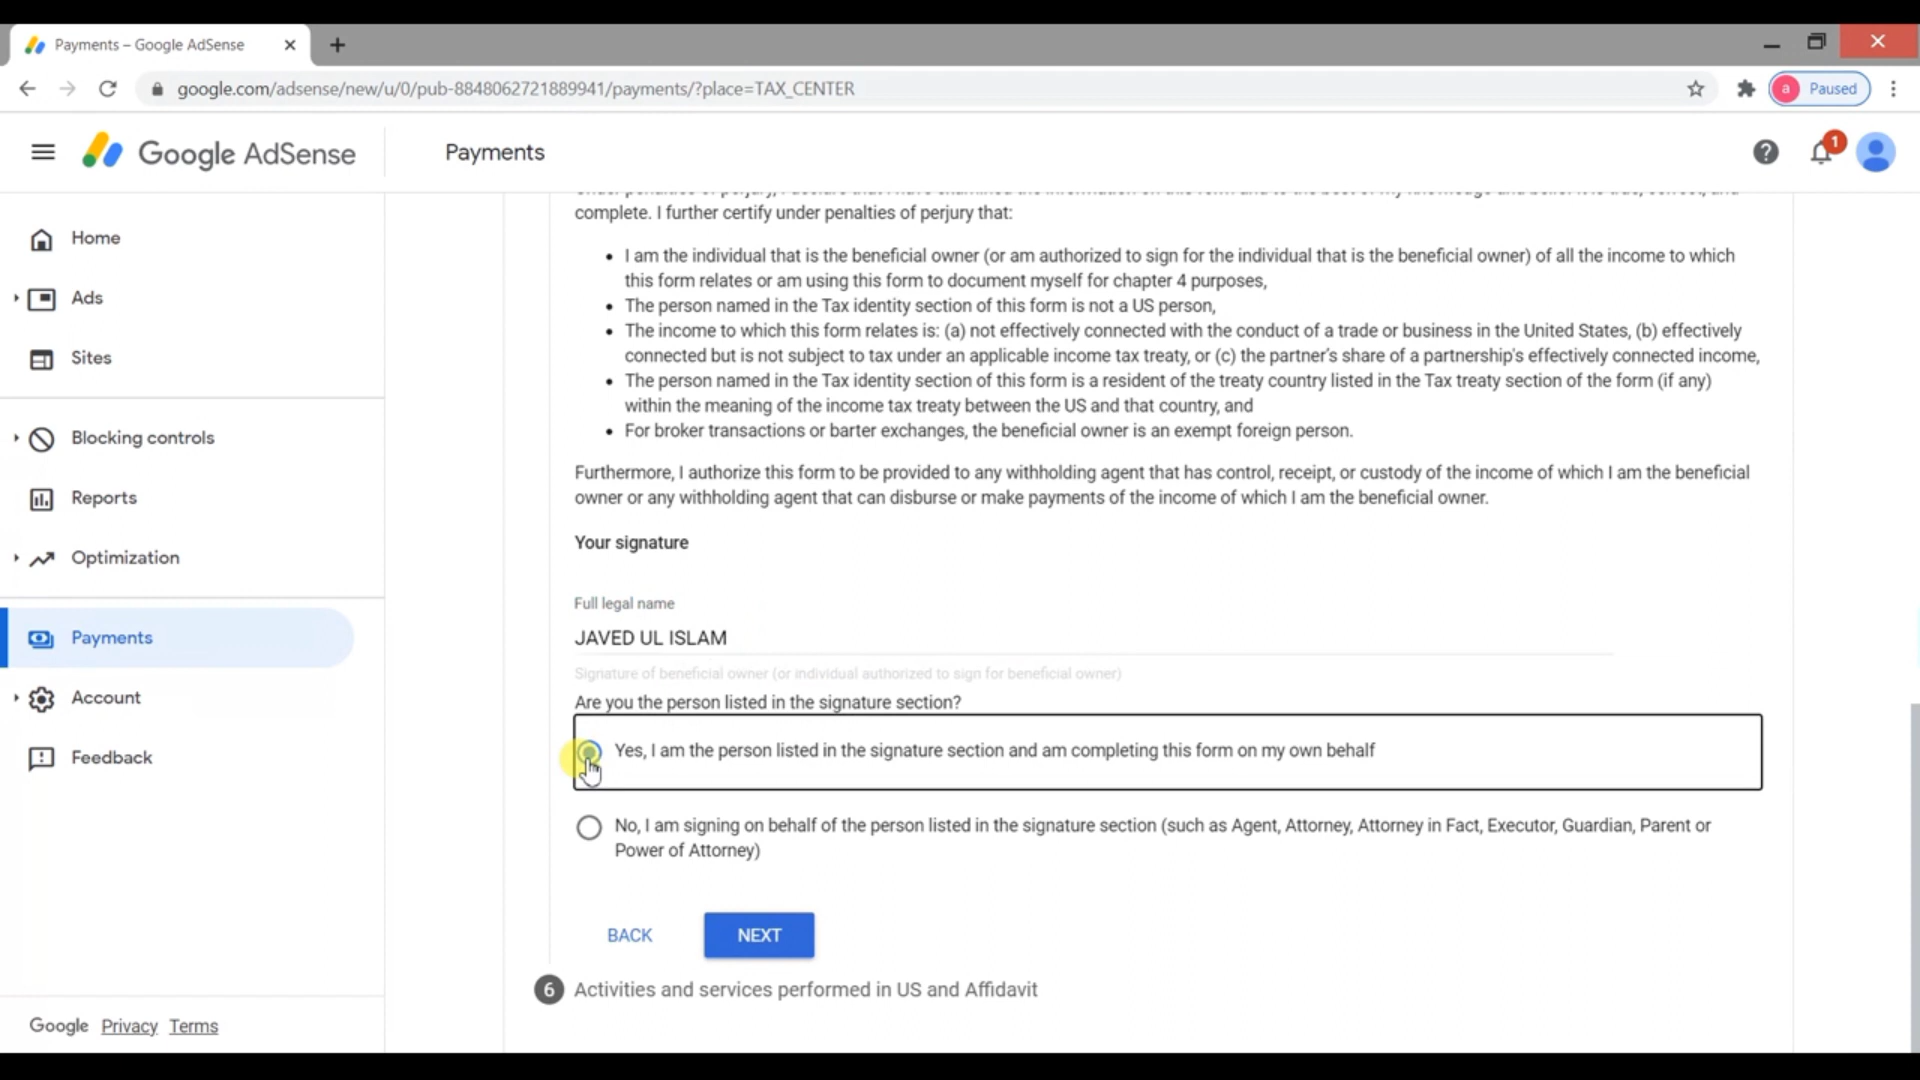 Payments – Google AdSense
google.com/adsense/new/u/0/pub-8848062721889941/payments/?place=TAX_CENTER
a Paused
Google AdSense
Payments
1
Home
Ads
Sites
Blocking controls
Reports
Optimization
Payments
Account
Feedback
Google Privacy Terms
complete. I further certify under penalties of perjury that:
• I am the individual that is the beneficial owner (or am authorized to sign for the individual that is the beneficial owner) of all the income to which
this form relates or am using this form to document myself for chapter 4 purposes,
• The person named in the Tax identity section of this form is not a US person,
• The income to which this form relates is: (a) not effectively connected with the conduct of a trade or business in the United States, (b) effectively
connected but is not subject to tax under an applicable income tax treaty, or (c) the partner's share of a partnership's effectively connected income,
• The person named in the Tax identity section of this form is a resident of the treaty country listed in the Tax treaty section of the form (if any)
within the meaning of the income tax treaty between the US and that country, and
• For broker transactions or barter exchanges, the beneficial owner is an exempt foreign person.
Furthermore, I authorize this form to be provided to any withholding agent that has control, receipt, or custody of the income of which I am the beneficial
owner or any withholding agent that can disburse or make payments of the income of which I am the beneficial owner.
Your signature
Full legal name
JAVED UL ISLAM
Signature of beneficial owner (or individual authorized to sign for beneficial owner)
Are you the person listed in the signature section?
Yes, I am the person listed in the signature section and am completing this form on my own behalf
No, I am signing on behalf of the person listed in the signature section (such as Agent, Attorney, Attorney in Fact, Executor, Guardian, Parent or
Power of Attorney)
BACK
NEXT
6 Activities and services performed in US and Affidavit